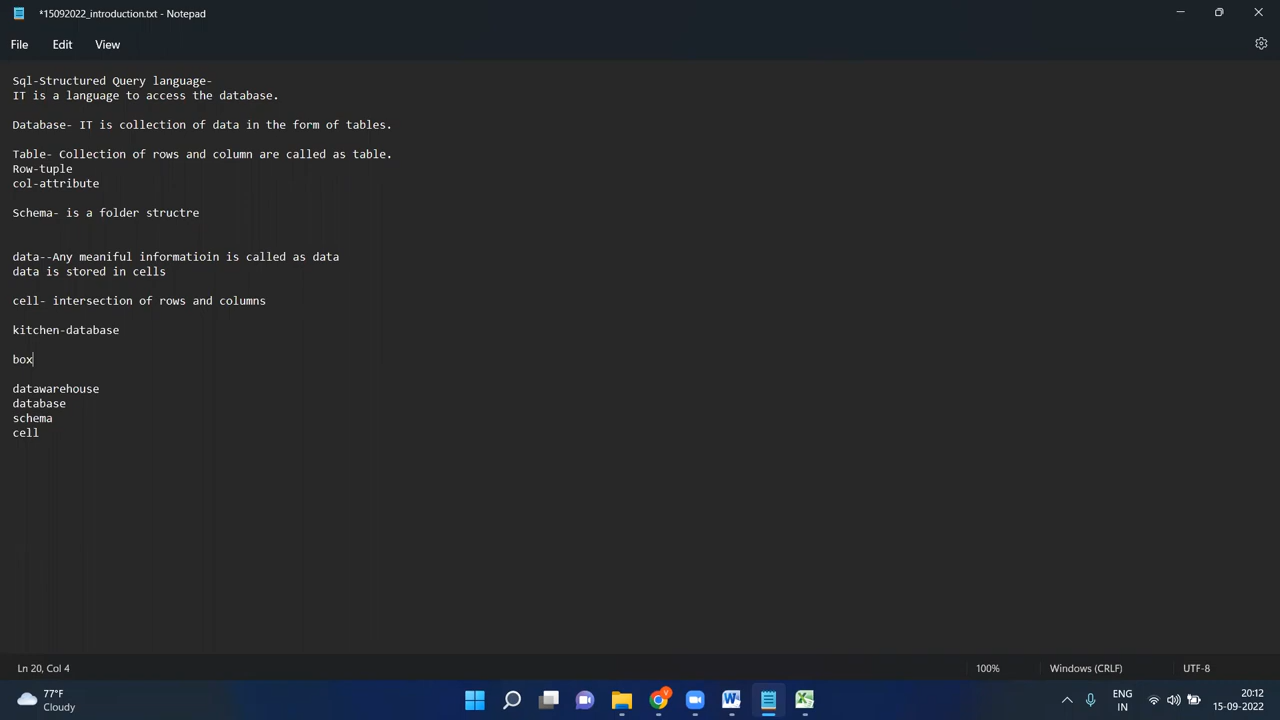 *15092022_introduction.txt - Notepad
File Edit View
Sql-Structured Query language-
IT is a language to access the database.
Database- IT is collection of data in the form of tables.
Table- Collection of rows and column are called as table.
Row-tuple
col-attribute
Schema- is a folder structre
data--Any meaniful informatioin is called as data
data is stored in cells
cell- intersection of rows and columns
kitchen-database
box
datawarehouse
database
schema
cell
Ln 20, Col 4
100%
Windows (CRLF)
UTF-8
77°F
Cloudy
ENG
IN
20:12
15-09-2022